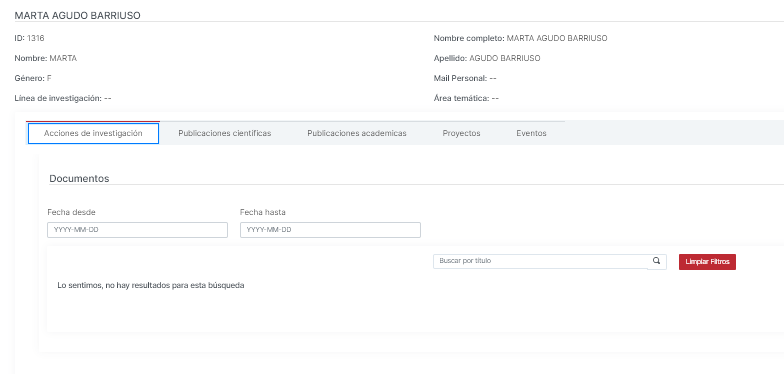 MARTA AGUDO BARRIUSO
ID: 1316
Nombre completo: MARTA AGUDO BARRIUSO
Nombre: MARTA
Apellido: AGUDO BARRIUSO
Género: F
Mail Personal: --
Línea de investigación: --
Área temática: --
Acciones de investigación
Publicaciones científicas
Publicaciones academicas
Proyectos
Eventos
Documentos
Fecha desde
Fecha hasta
YYYY-MM-DD
YYYY-MM-DD
Buscar por título
Limpiar Filtros
Lo sentimos, no hay resultados para esta búsqueda